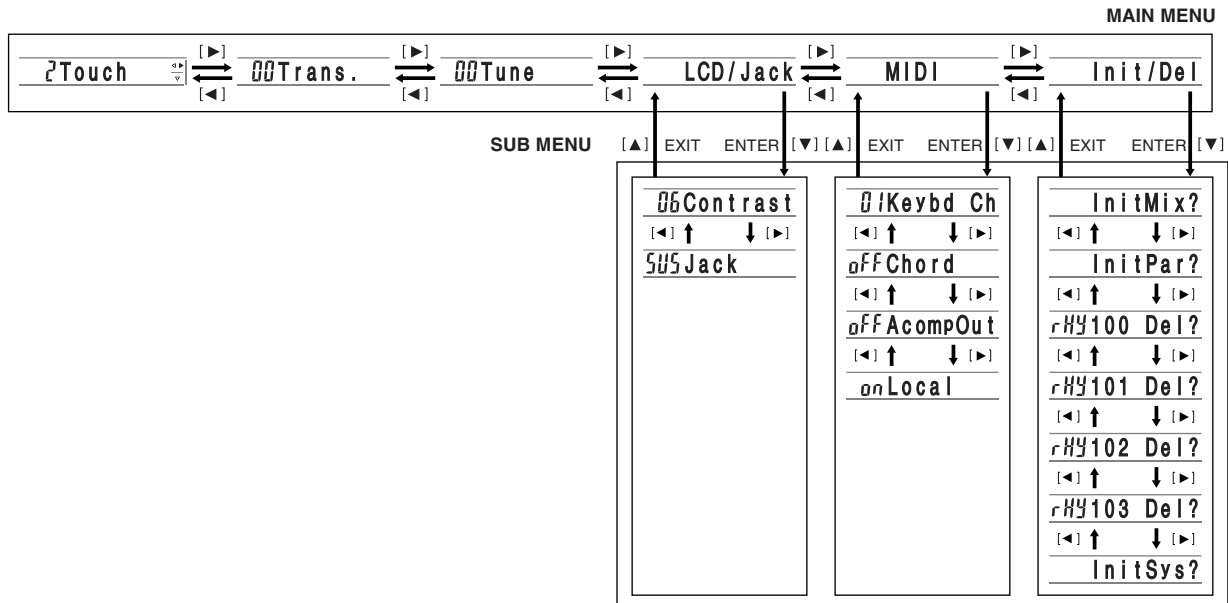 MAIN MENU
[▶] [▶] [▶] [▶] [▶]
2Touch 00Trans. 00Tune LCD/Jack MIDI Init/Del
[◀] [◀] [◀] [◀] [◀]
SUB MENU [▲] EXIT ENTER [▼] [▲] EXIT ENTER [▼] [▲] EXIT ENTER [▼]
06Contrast 01Keybd Ch InitMix?
[◀] [▶] [◀] [▶] [◀] [▶]
SUSJack oFFChord InitPar?
[◀] [▶] [◀] [▶]
oFFAcompOut rHY100 Del?
[◀] [▶] [◀] [▶]
onLocal rHY101 Del?
[◀] [▶]
rHY102 Del?
[◀] [▶]
rHY103 Del?
[◀] [▶]
InitSys?